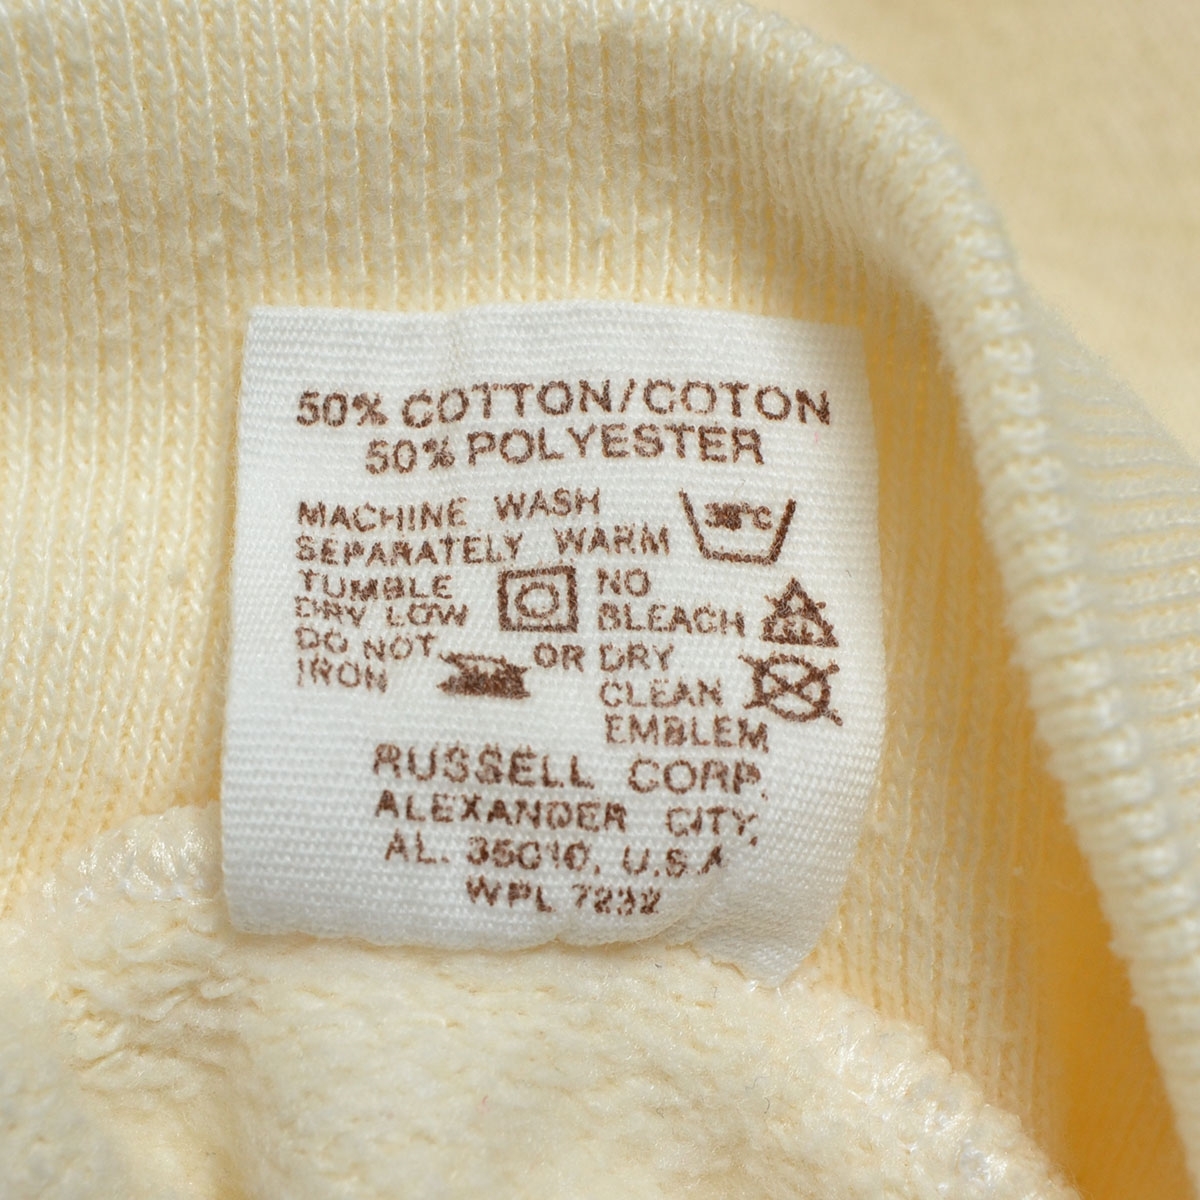 50% COTTON/COTON
50% POLYESTER
MACHINE WASH
SEPARATELY WARM
TUMBLE
DRY LOW
NO
BLEACH
DO NOT
IRON
OR DRY
CLEAN
EMBLEM
RUSSELL CORP.
ALEXANDER CITY,
AL. 35010, U.S.A
WPL 7232